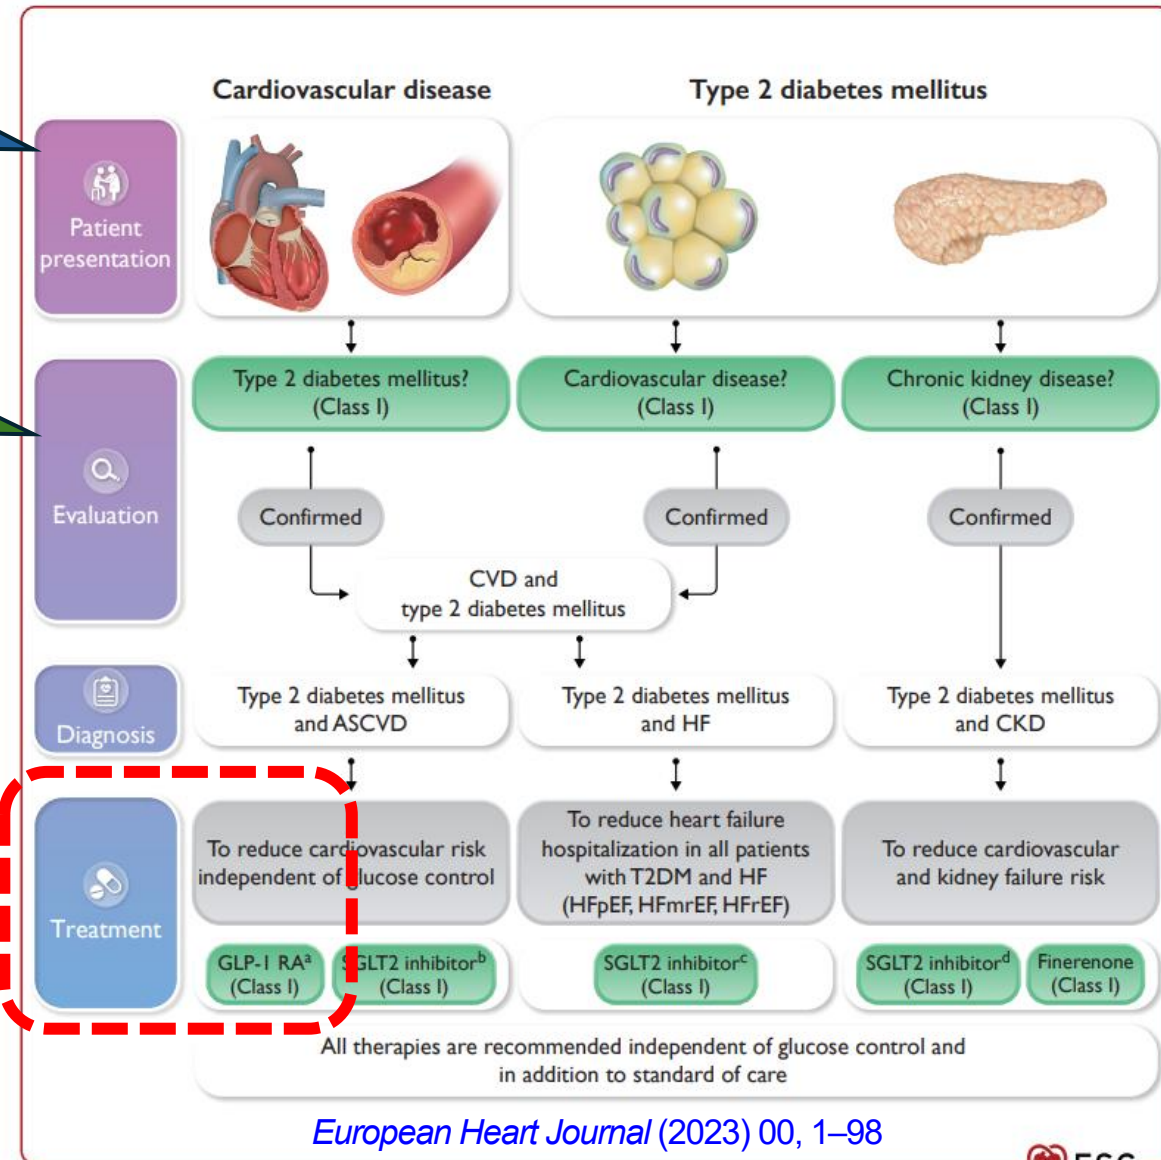 Cardiovascular disease
Type 2 diabetes mellitus
Patient
presentation
Type 2 diabetes mellitus?
(Class I)
Cardiovascular disease?
(Class I)
Chronic kidney disease?
(Class I)
Evaluation
Confirmed
Confirmed
Confirmed
CVD and
type 2 diabetes mellitus
Diagnosis
Type 2 diabetes mellitus
and ASCVD
Type 2 diabetes mellitus
and HF
Type 2 diabetes mellitus
and CKD
Treatment
To reduce cardiovascular risk
independent of glucose control
To reduce heart failure
hospitalization in all patients
with T2DM and HF
(HFpEF, HFmrEF, HFrEF)
To reduce cardiovascular
and kidney failure risk
GLP-1 RAᵃ
(Class I)
SGLT2 inhibitorᵇ
(Class I)
SGLT2 inhibitorᶜ
(Class I)
SGLT2 inhibitorᵈ
(Class I)
Finerenone
(Class I)
All therapies are recommended independent of glucose control and
in addition to standard of care
European Heart Journal (2023) 00, 1–98
ESC